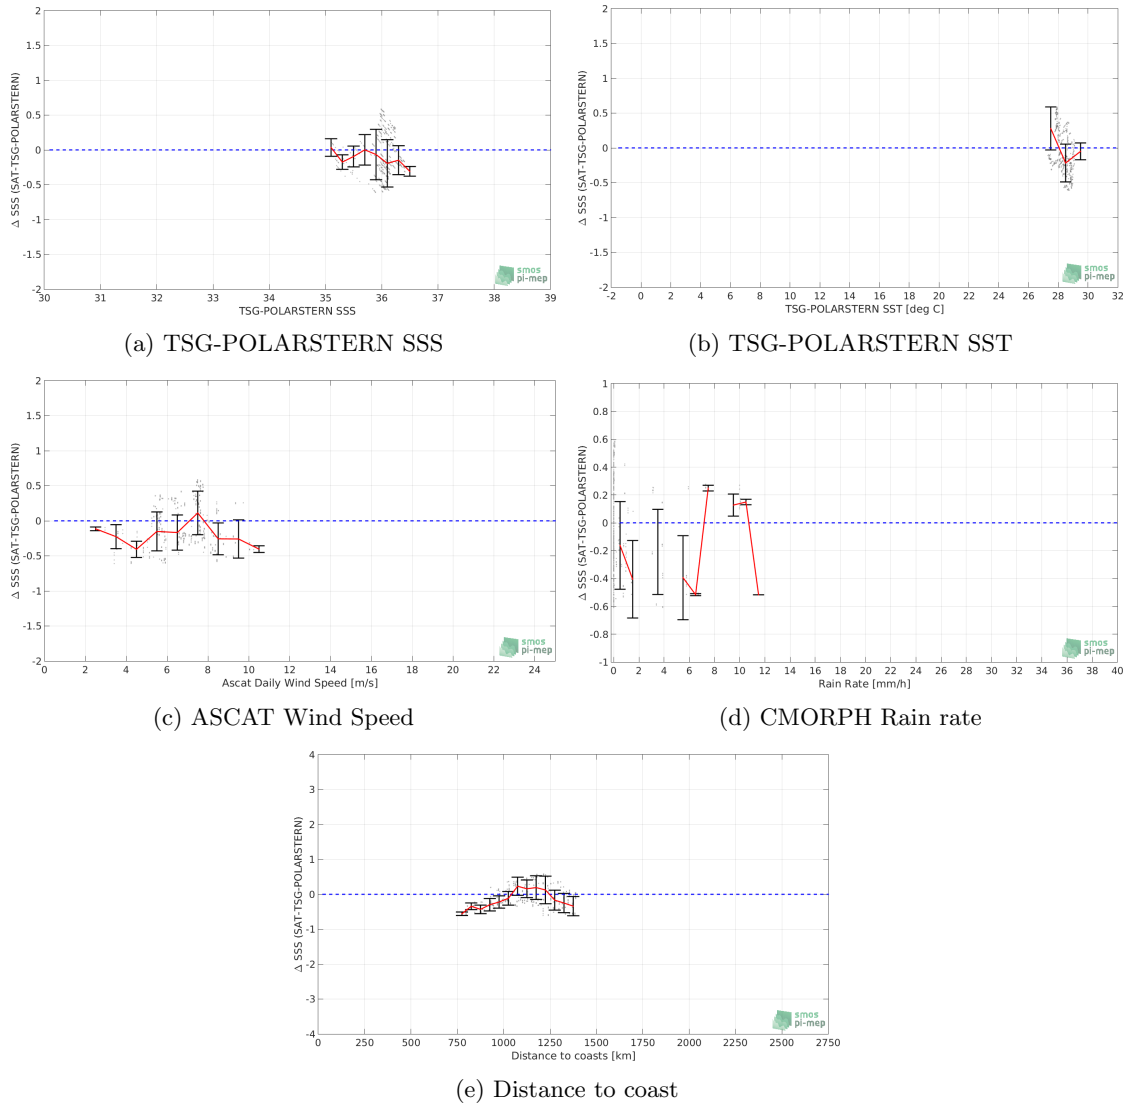 2
1.5
1
0.5
0
-0.5
-1
-1.5
-2
Δ SSS (SAT-TSG-POLARSTERN)
30 31 32 33 34 35 36 37 38 39
TSG-POLARSTERN SSS
smos
pi-mep
(a) TSG-POLARSTERN SSS
2
1.5
1
0.5
0
-0.5
-1
-1.5
-2
Δ SSS (SAT-TSG-POLARSTERN)
-2 0 2 4 6 8 10 12 14 16 18 20 22 24 26 28 30 32
TSG-POLARSTERN SST [deg C]
smos
pi-mep
(b) TSG-POLARSTERN SST
2
1.5
1
0.5
0
-0.5
-1
-1.5
-2
Δ SSS (SAT-TSG-POLARSTERN)
0 2 4 6 8 10 12 14 16 18 20 22 24
Ascat Daily Wind Speed [m/s]
smos
pi-mep
(c) ASCAT Wind Speed
1
0.8
0.6
0.4
0.2
0
-0.2
-0.4
-0.6
-0.8
-1
Δ SSS (SAT-TSG-POLARSTERN)
0 2 4 6 8 10 12 14 16 18 20 22 24 26 28 30 32 34 36 38 40
Rain Rate [mm/h]
smos
pi-mep
(d) CMORPH Rain rate
4
3
2
1
0
-1
-2
-3
-4
Δ SSS (SAT-TSG-POLARSTERN)
0 250 500 750 1000 1250 1500 1750 2000 2250 2500 2750
Distance to coasts [km]
smos
pi-mep
(e) Distance to coast